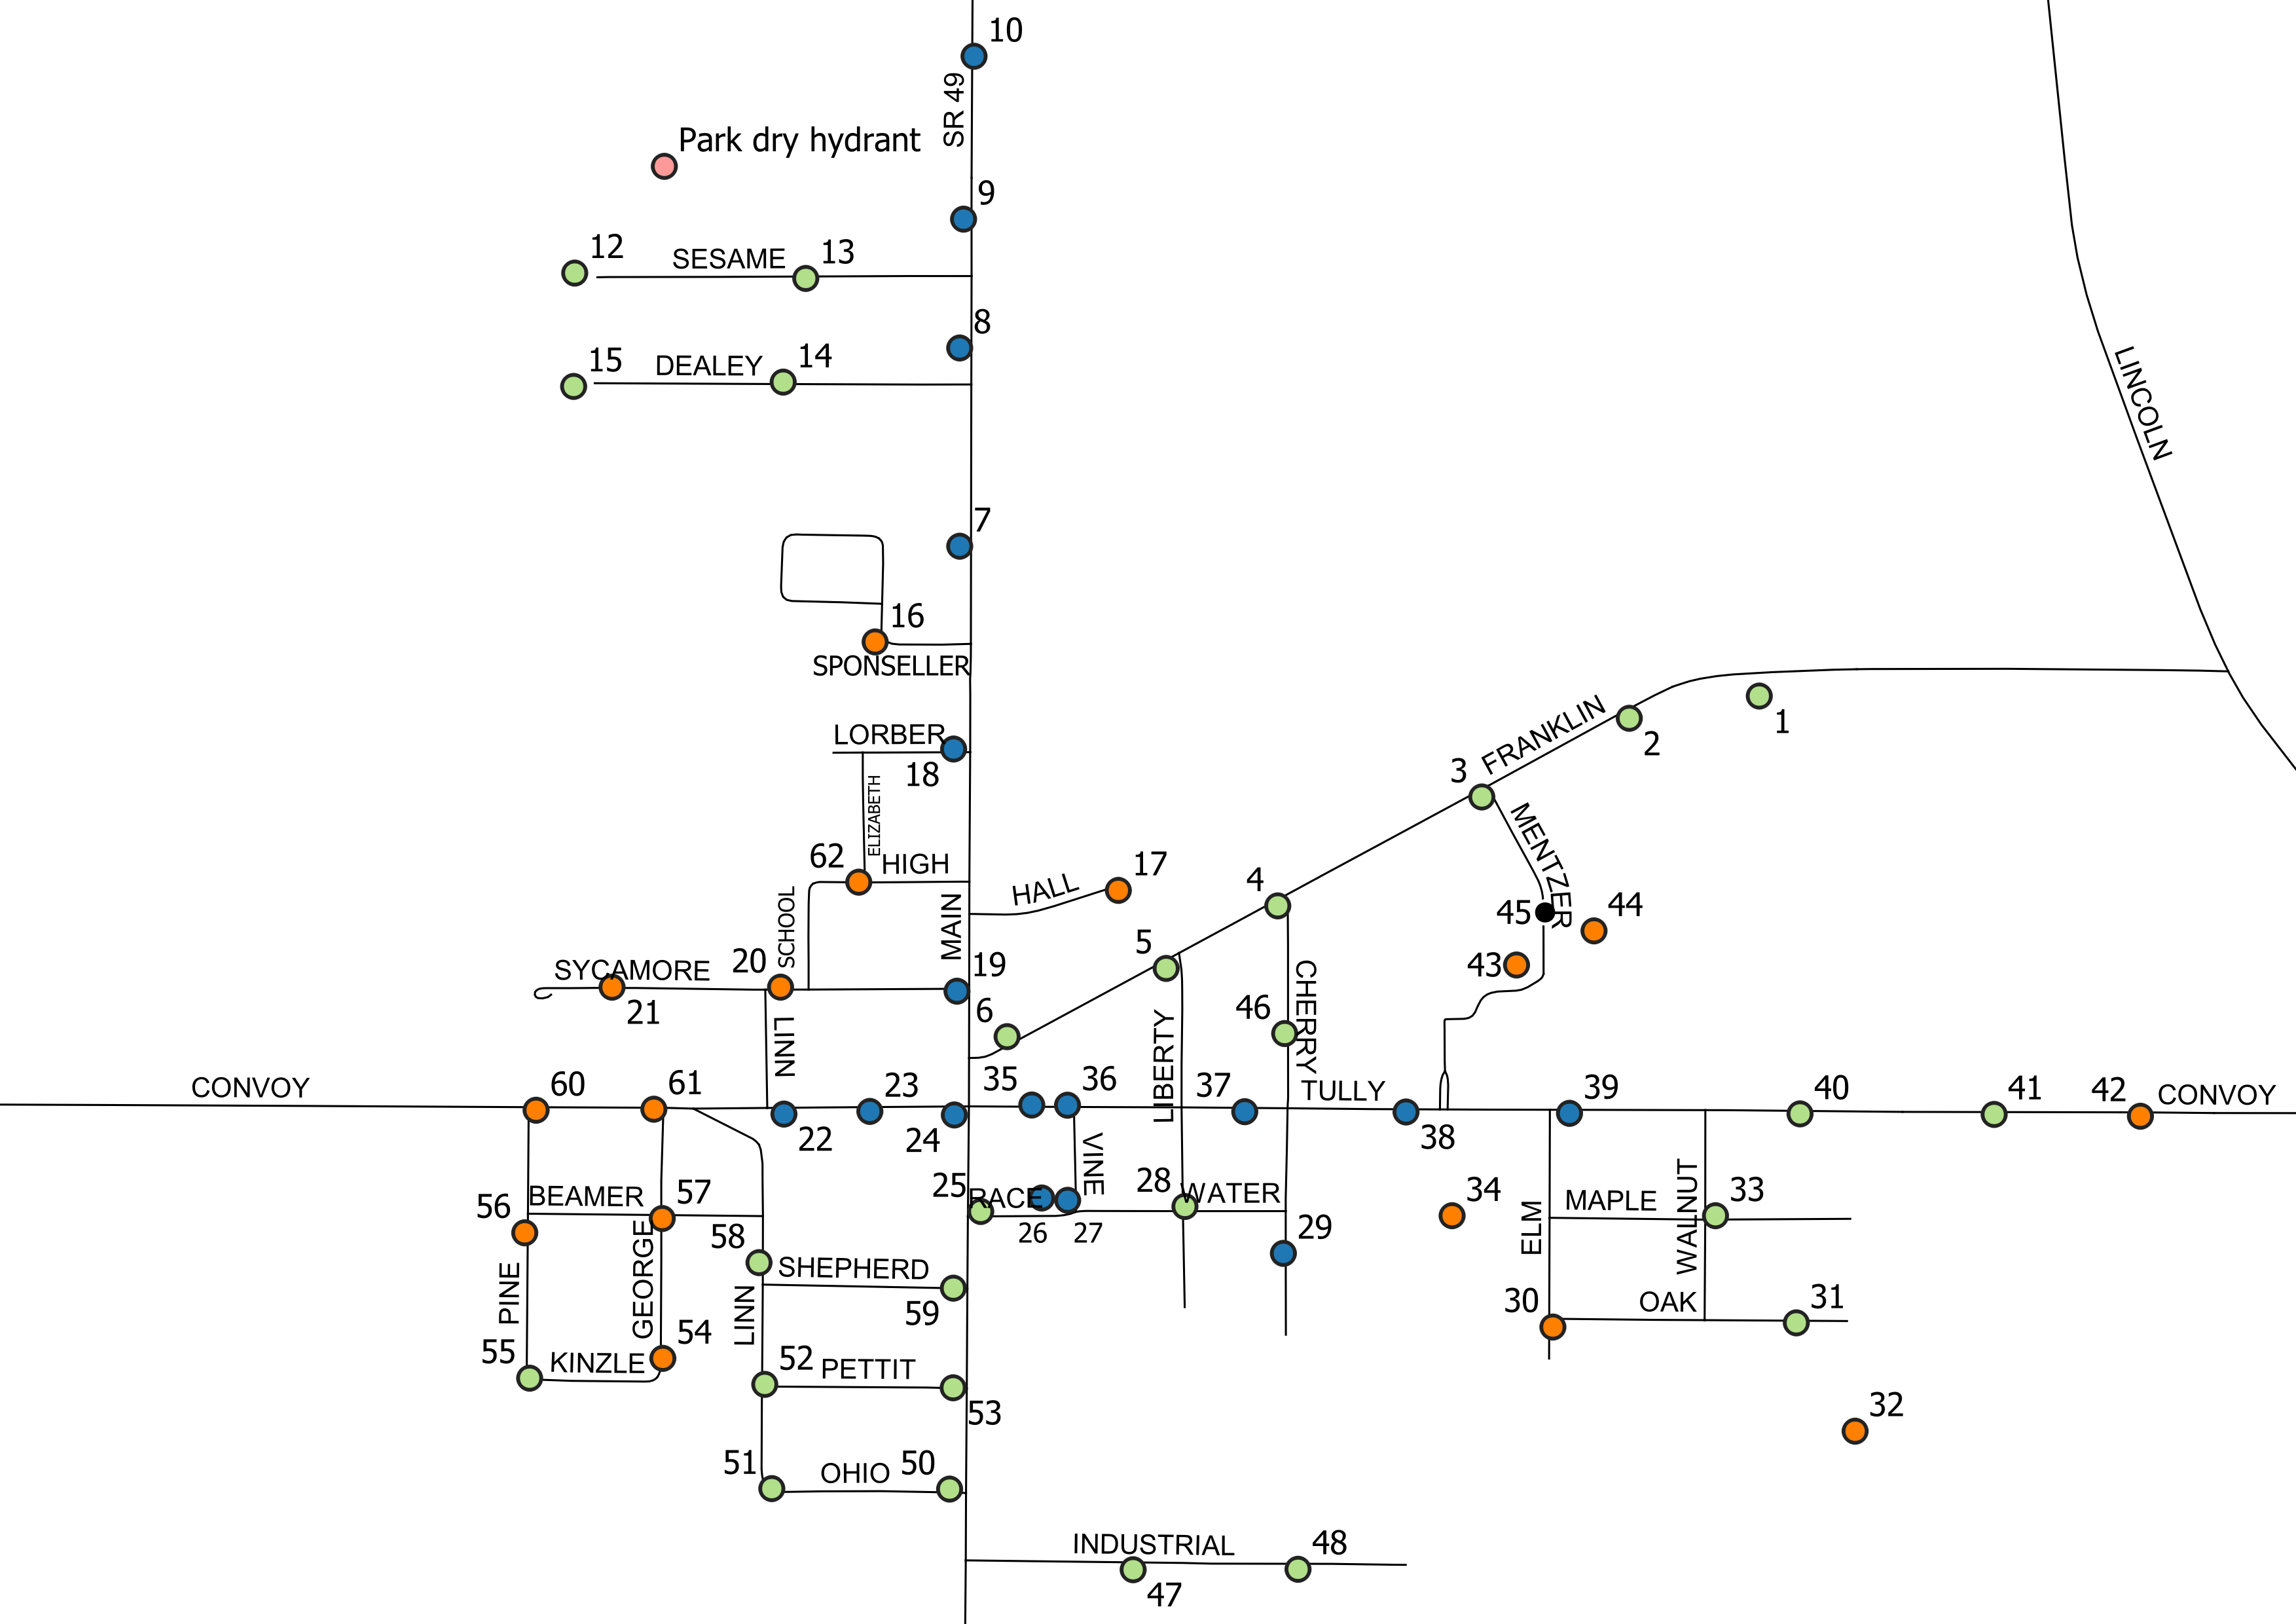 10
SR 49
Park dry hydrant
9
12
SESAME
13
8
15
DEALEY
14
7
16
SPONSELLER
LINCOLN
LORBER
18
ELIZABETH
62
HIGH
SCHOOL
MAIN
HALL
17
FRANKLIN
1
2
3
MENTZER
4
45
44
43
5
SYCAMORE
20
19
21
6
LINN
CHERRY
46
LIBERTY
CONVOY
60
61
23
35
36
37
TULLY
39
40
41
42
CONVOY
22
24
38
VINE
25
RACE
26
27
28
WATER
29
56
BEAMER
57
58
34
MAPLE
WALNUT
33
ELM
PINE
GEORGE
LINN
SHEPHERD
59
30
OAK
31
55
KINZLE
54
52
PETTIT
53
32
51
OHIO
50
INDUSTRIAL
48
47